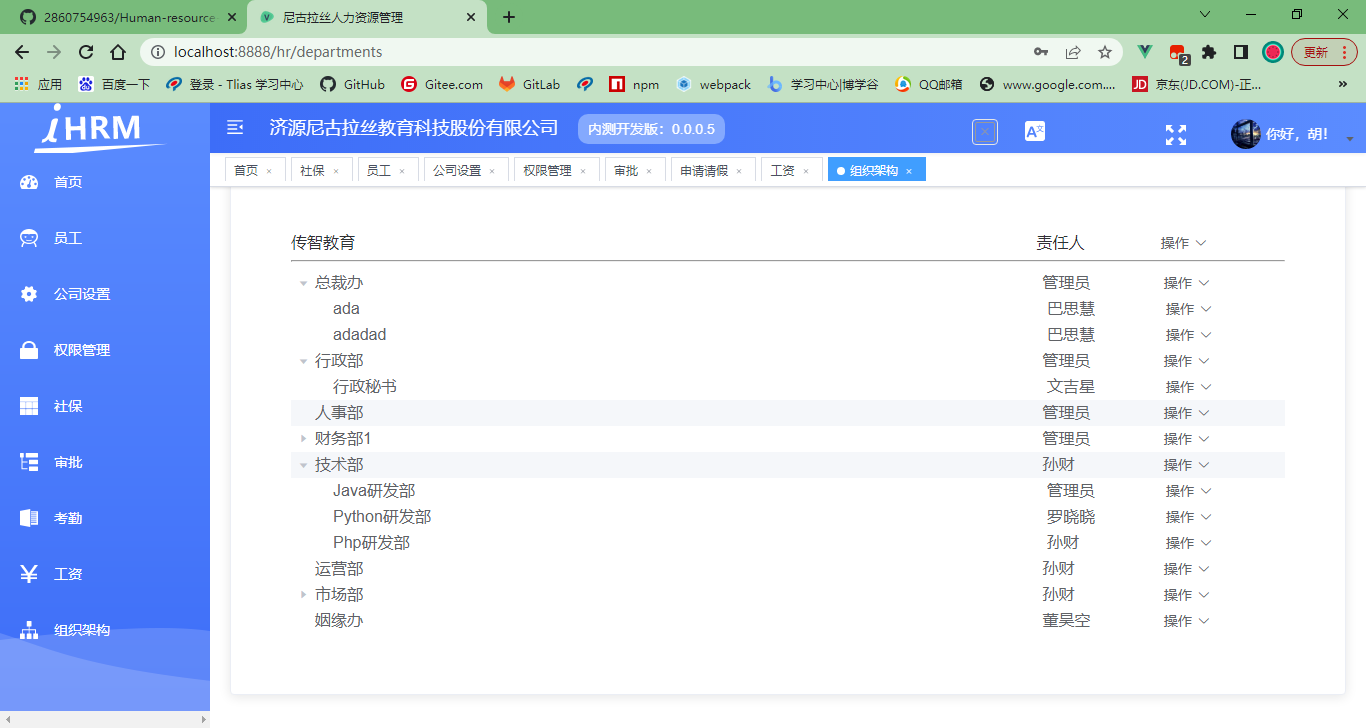 2860754963/Human-resource
尼古拉丝人力资源管理
localhost:8888/hr/departments
2
更新
应用 百度一下 登录 - Tlias 学习中心 GitHub Gitee.com GitLab npm webpack 学习中心|博学谷 QQ邮箱 www.google.com.... JD 京东(JD.COM)-正... »
iHRM
济源尼古拉丝教育科技股份有限公司 内测开发版：0.0.0.5 你好，胡！
首页 社保 员工 公司设置 权限管理 审批 申请请假 工资 组织架构
首页
员工
公司设置
权限管理
社保
审批
考勤
工资
组织架构
传智教育 责任人 操作
总裁办 管理员 操作
ada 巴思慧 操作
adadad 巴思慧 操作
行政部 管理员 操作
行政秘书 文吉星 操作
人事部 管理员 操作
财务部1 管理员 操作
技术部 孙财 操作
Java研发部 管理员 操作
Python研发部 罗晓晓 操作
Php研发部 孙财 操作
运营部 孙财 操作
市场部 孙财 操作
姻缘办 董昊空 操作